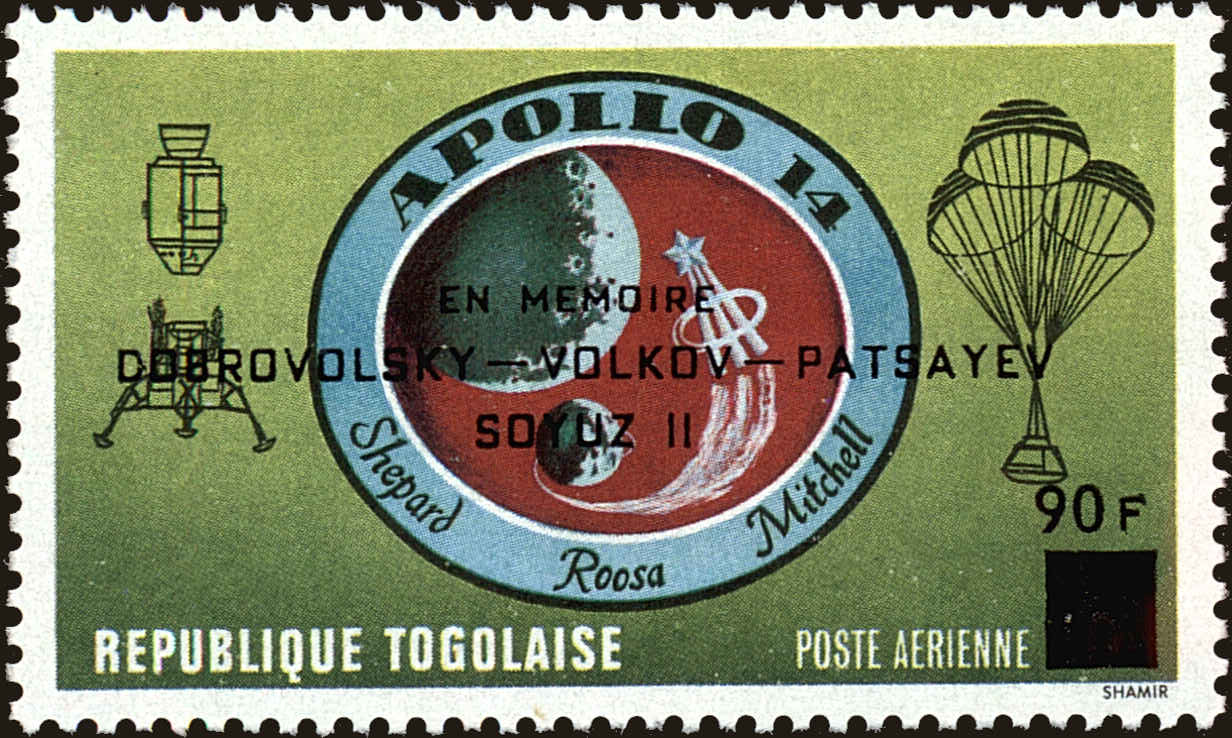 APOLLO 14
EN MEMOIRE
DOBROVOLSKY — VOLKOV — PATSAYEV
SOYUZ II
Shepard
Roosa
Mitchell
90 F
REPUBLIQUE TOGOLAISE
POSTE AERIENNE
SHAMIR